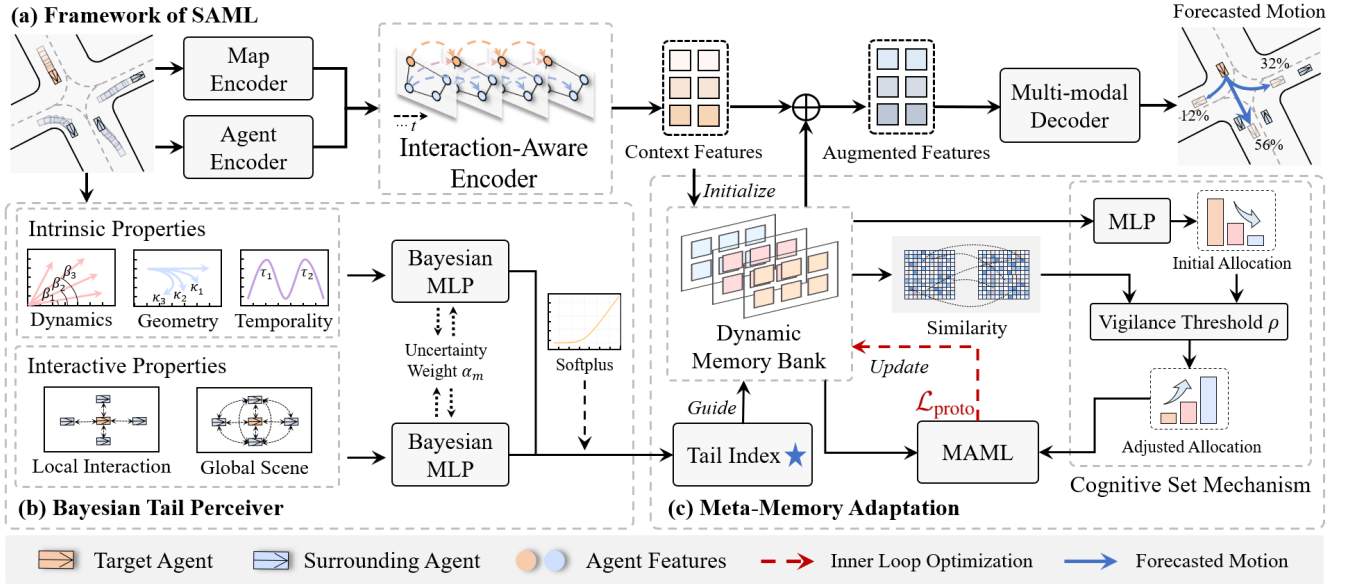 (a) Framework of SAML
Map
Encoder
Agent
Encoder
··· t
Interaction-Aware
Encoder
Context Features
Augmented Features
Multi-modal
Decoder
Forecasted Motion
32%
12%
56%
Intrinsic Properties
β1
β2
β3
Dynamics
κ3
κ2
κ1
Geometry
τ1
τ2
Temporality
Interactive Properties
Local Interaction
Global Scene
Bayesian
MLP
Uncertainty
Weight αm
Bayesian
MLP
Softplus
(b) Bayesian Tail Perceiver
Initialize
Dynamic
Memory Bank
Guide
Tail Index
Similarity
Update
ℒproto
MAML
MLP
Initial Allocation
Vigilance Threshold ρ
Adjusted Allocation
Cognitive Set Mechanism
(c) Meta-Memory Adaptation
Target Agent
Surrounding Agent
Agent Features
Inner Loop Optimization
Forecasted Motion